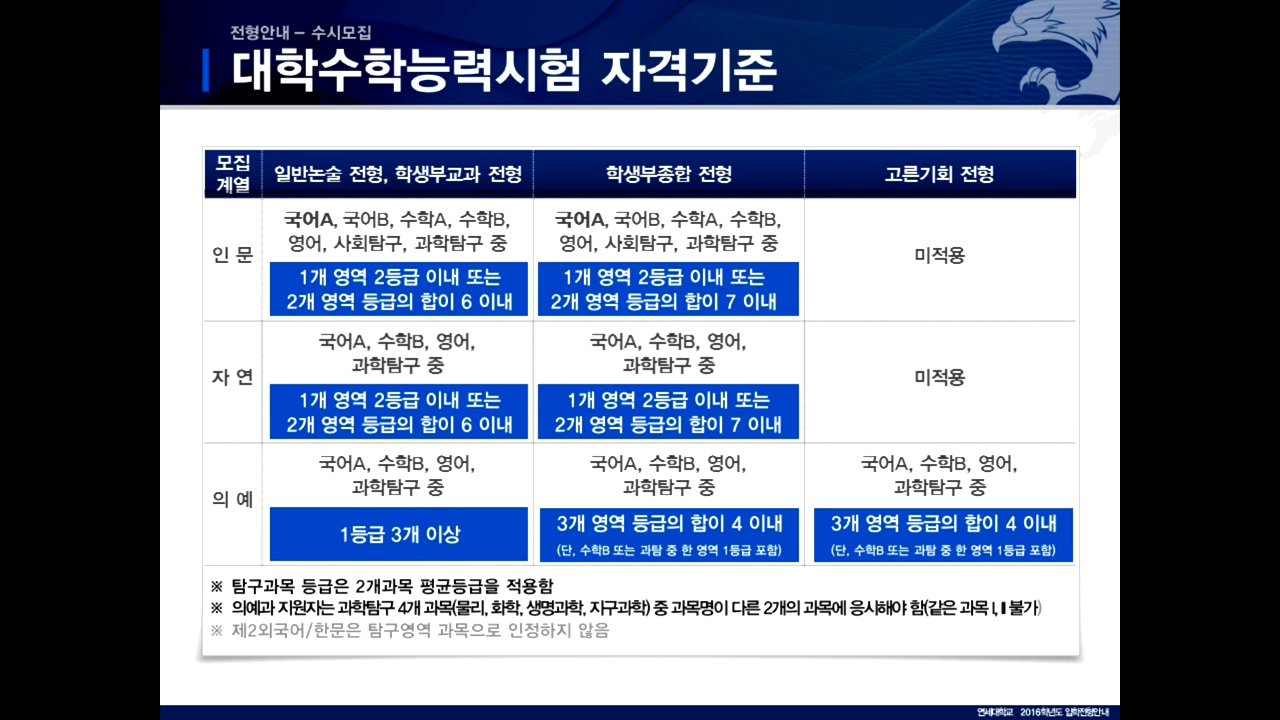 전형안내 – 수시모집
대학수학능력시험 자격기준
모집
계열
일반논술 전형, 학생부교과 전형
학생부종합 전형
고른기회 전형
인 문
국어A, 국어B, 수학A, 수학B,
영어, 사회탐구, 과학탐구 중
1개 영역 2등급 이내 또는
2개 영역 등급의 합이 6 이내
국어A, 국어B, 수학A, 수학B,
영어, 사회탐구, 과학탐구 중
1개 영역 2등급 이내 또는
2개 영역 등급의 합이 7 이내
미적용
자 연
국어A, 수학B, 영어,
과학탐구 중
1개 영역 2등급 이내 또는
2개 영역 등급의 합이 6 이내
국어A, 수학B, 영어,
과학탐구 중
1개 영역 2등급 이내 또는
2개 영역 등급의 합이 7 이내
미적용
의 예
국어A, 수학B, 영어,
과학탐구 중
1등급 3개 이상
국어A, 수학B, 영어,
과학탐구 중
3개 영역 등급의 합이 4 이내
(단, 수학B 또는 과탐 중 한 영역 1등급 포함)
국어A, 수학B, 영어,
과학탐구 중
3개 영역 등급의 합이 4 이내
(단, 수학B 또는 과탐 중 한 영역 1등급 포함)
※ 탐구과목 등급은 2개과목 평균등급을 적용함
※ 의예과 지원자는 과학탐구 4개 과목(물리, 화학, 생명과학, 지구과학) 중 과목명이 다른 2개의 과목에 응시해야 함(같은 과목 I, II 불가)
※ 제2외국어/한문은 탐구영역 과목으로 인정하지 않음
연세대학교 2016학년도 입학전형안내